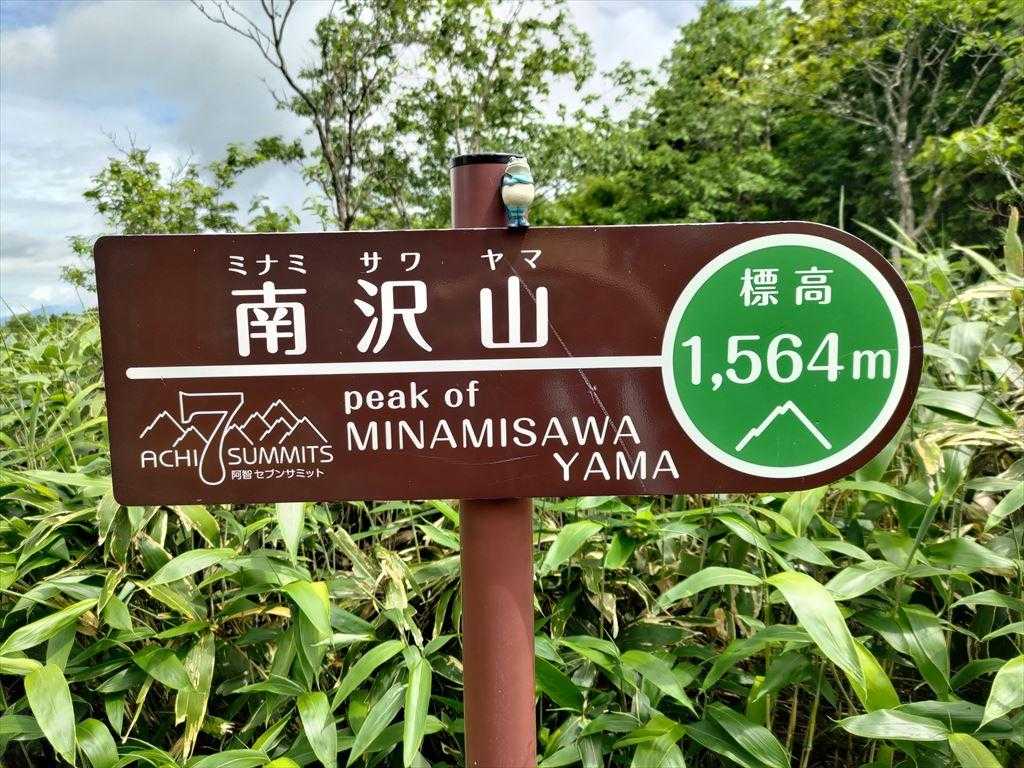 ミナミ サワ ヤマ
南沢山
peak of
MINAMISAWA
YAMA
標高
1,564m
ACHI 7 SUMMITS
阿智セブンサミット